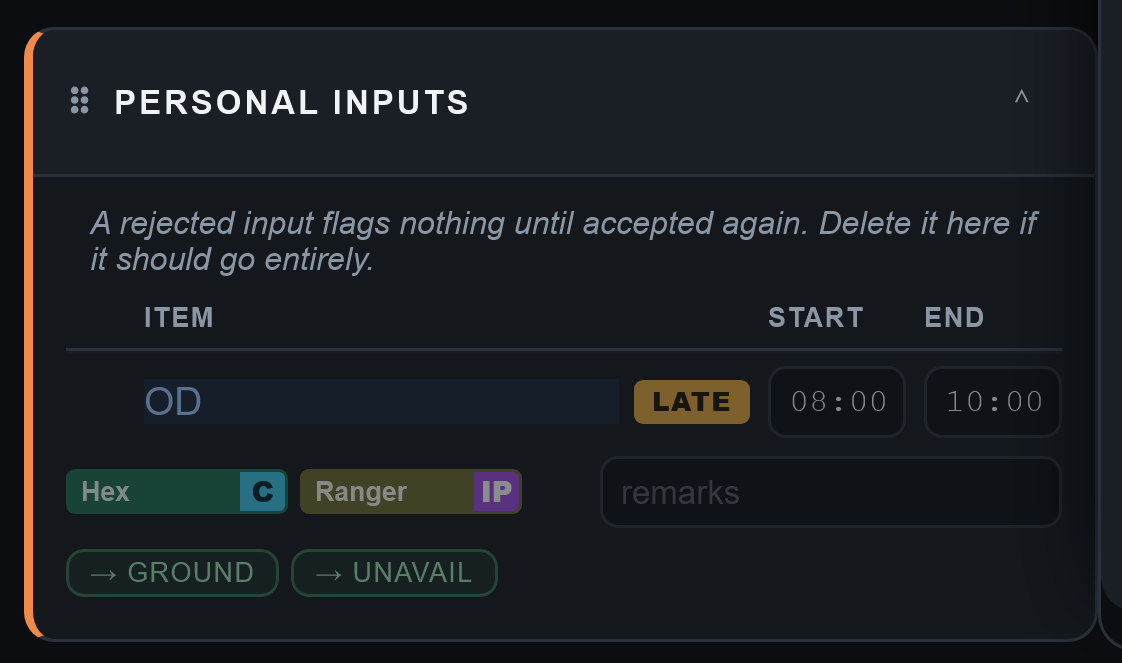 PERSONAL INPUTS
A rejected input flags nothing until accepted again. Delete it here if
it should go entirely.
ITEM START END
OD LATE 08:00 10:00
Hex C Ranger IP remarks
→ GROUND → UNAVAIL